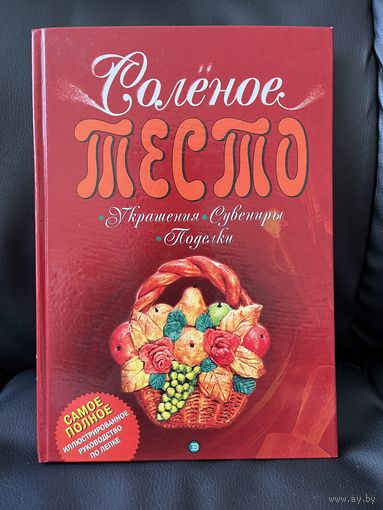 Солёное
ТЕСТО
• Украшения • Сувениры
• Поделки
САМОЕ
ПОЛНОЕ
ИЛЛЮСТРИРОВАННОЕ
РУКОВОДСТВО
ПО ЛЕПКЕ
www.ay.by